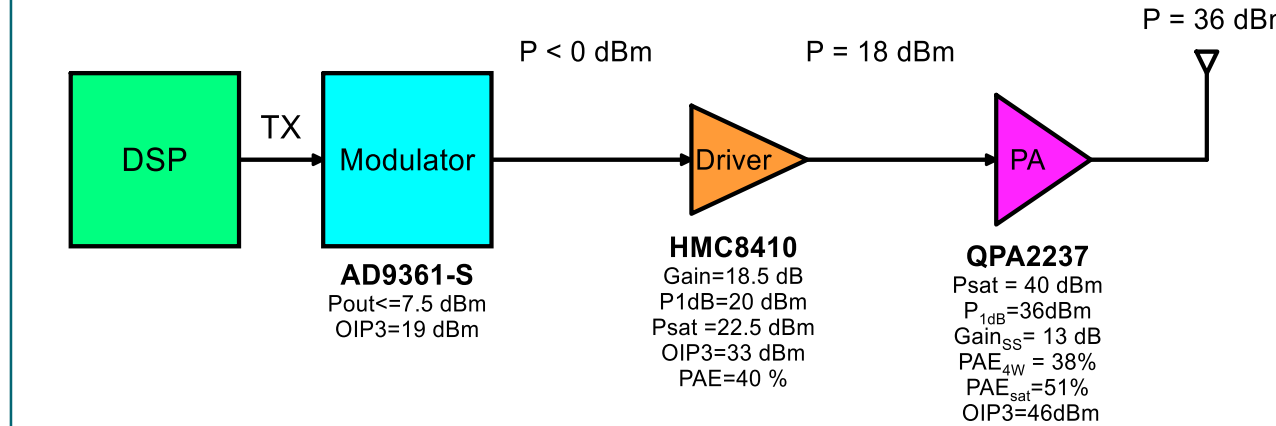 P = 36 dBr
P < 0 dBm
P = 18 dBm
TX
DSP
Modulator
Driver
PA
AD9361-S
Pout<=7.5 dBm
OIP3=19 dBm
HMC8410
Gain=18.5 dB
P1dB=20 dBm
Psat =22.5 dBm
OIP3=33 dBm
PAE=40 %
QPA2237
Psat = 40 dBm
P1dB=36dBm
GainSS= 13 dB
PAE4W = 38%
PAEsat=51%
OIP3=46dBm